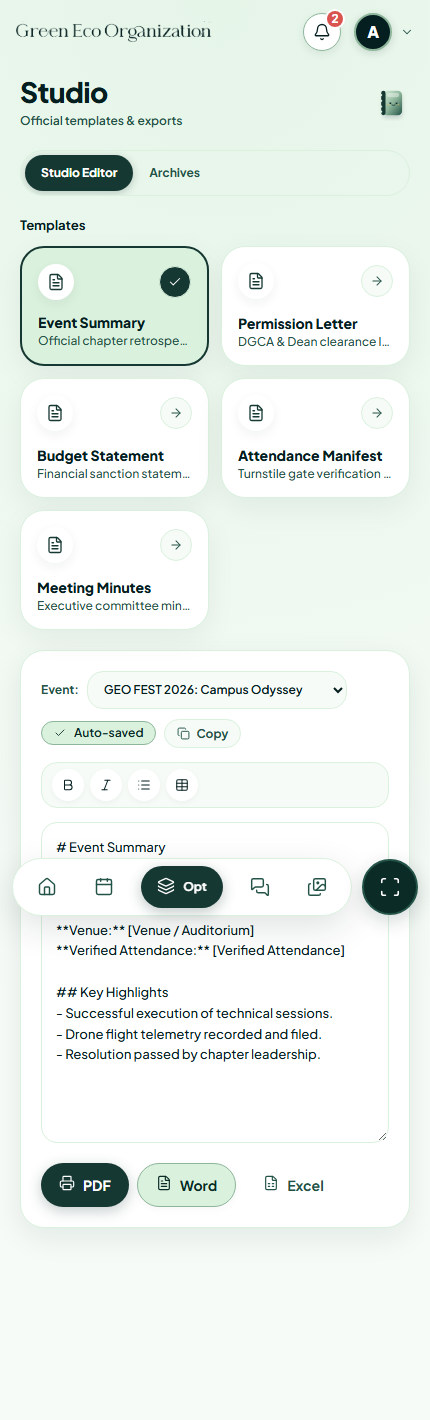 Green Eco Organization
2
A
Studio
Official templates & exports
Studio Editor
Archives
Templates
Event Summary
Official chapter retrospe...
Permission Letter
DGCA & Dean clearance l...
Budget Statement
Financial sanction statem...
Attendance Manifest
Turnstile gate verification ...
Meeting Minutes
Executive committee min...
Event:
GEO FEST 2026: Campus Odyssey
Auto-saved
Copy
B
I
# Event Summary
Opt
**Venue:** [Venue / Auditorium]
**Verified Attendance:** [Verified Attendance]
## Key Highlights
- Successful execution of technical sessions.
- Drone flight telemetry recorded and filed.
- Resolution passed by chapter leadership.
PDF
Word
Excel